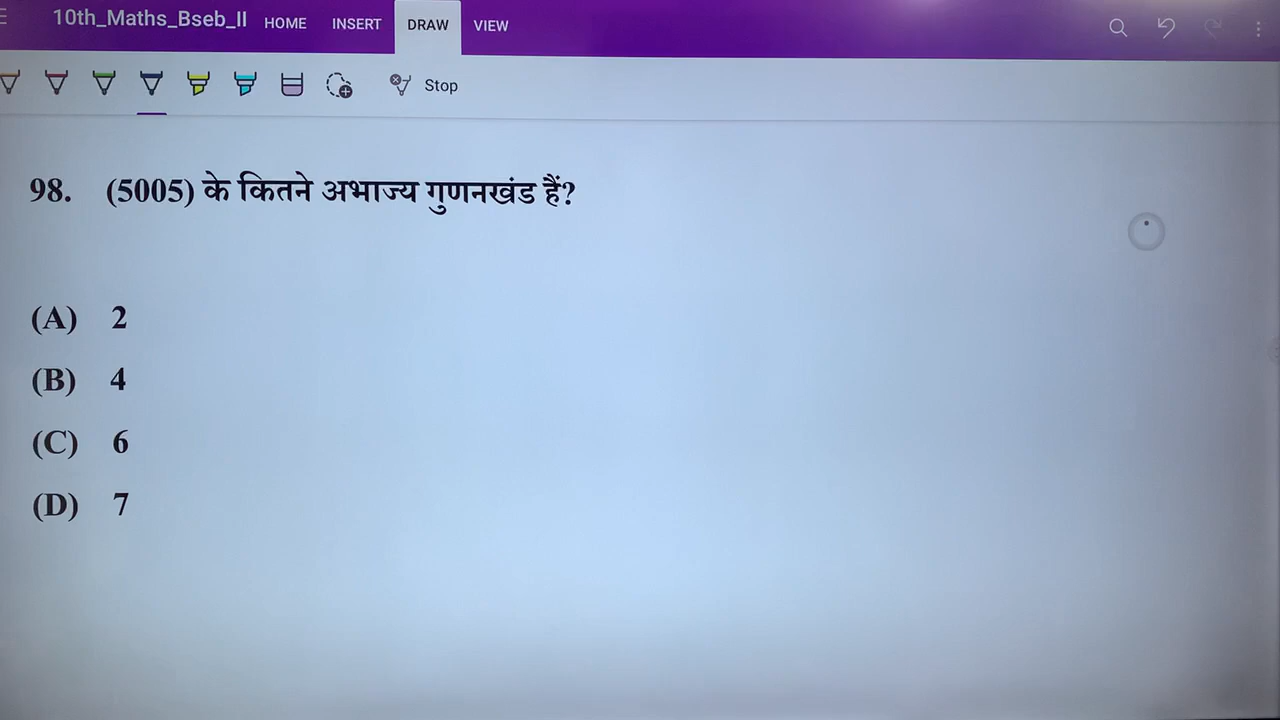 10th_Maths_Bseb_II HOME INSERT DRAW VIEW
Stop
98. (5005) के कितने अभाज्य गुणनखंड हैं?
(A) 2
(B) 4
(C) 6
(D) 7